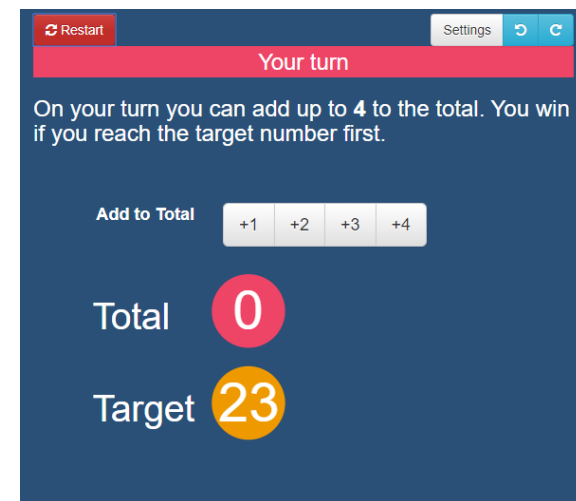 Restart Settings
Your turn
On your turn you can add up to 4 to the total. You win
if you reach the target number first.
Add to Total +1 +2 +3 +4
Total 0
Target 23